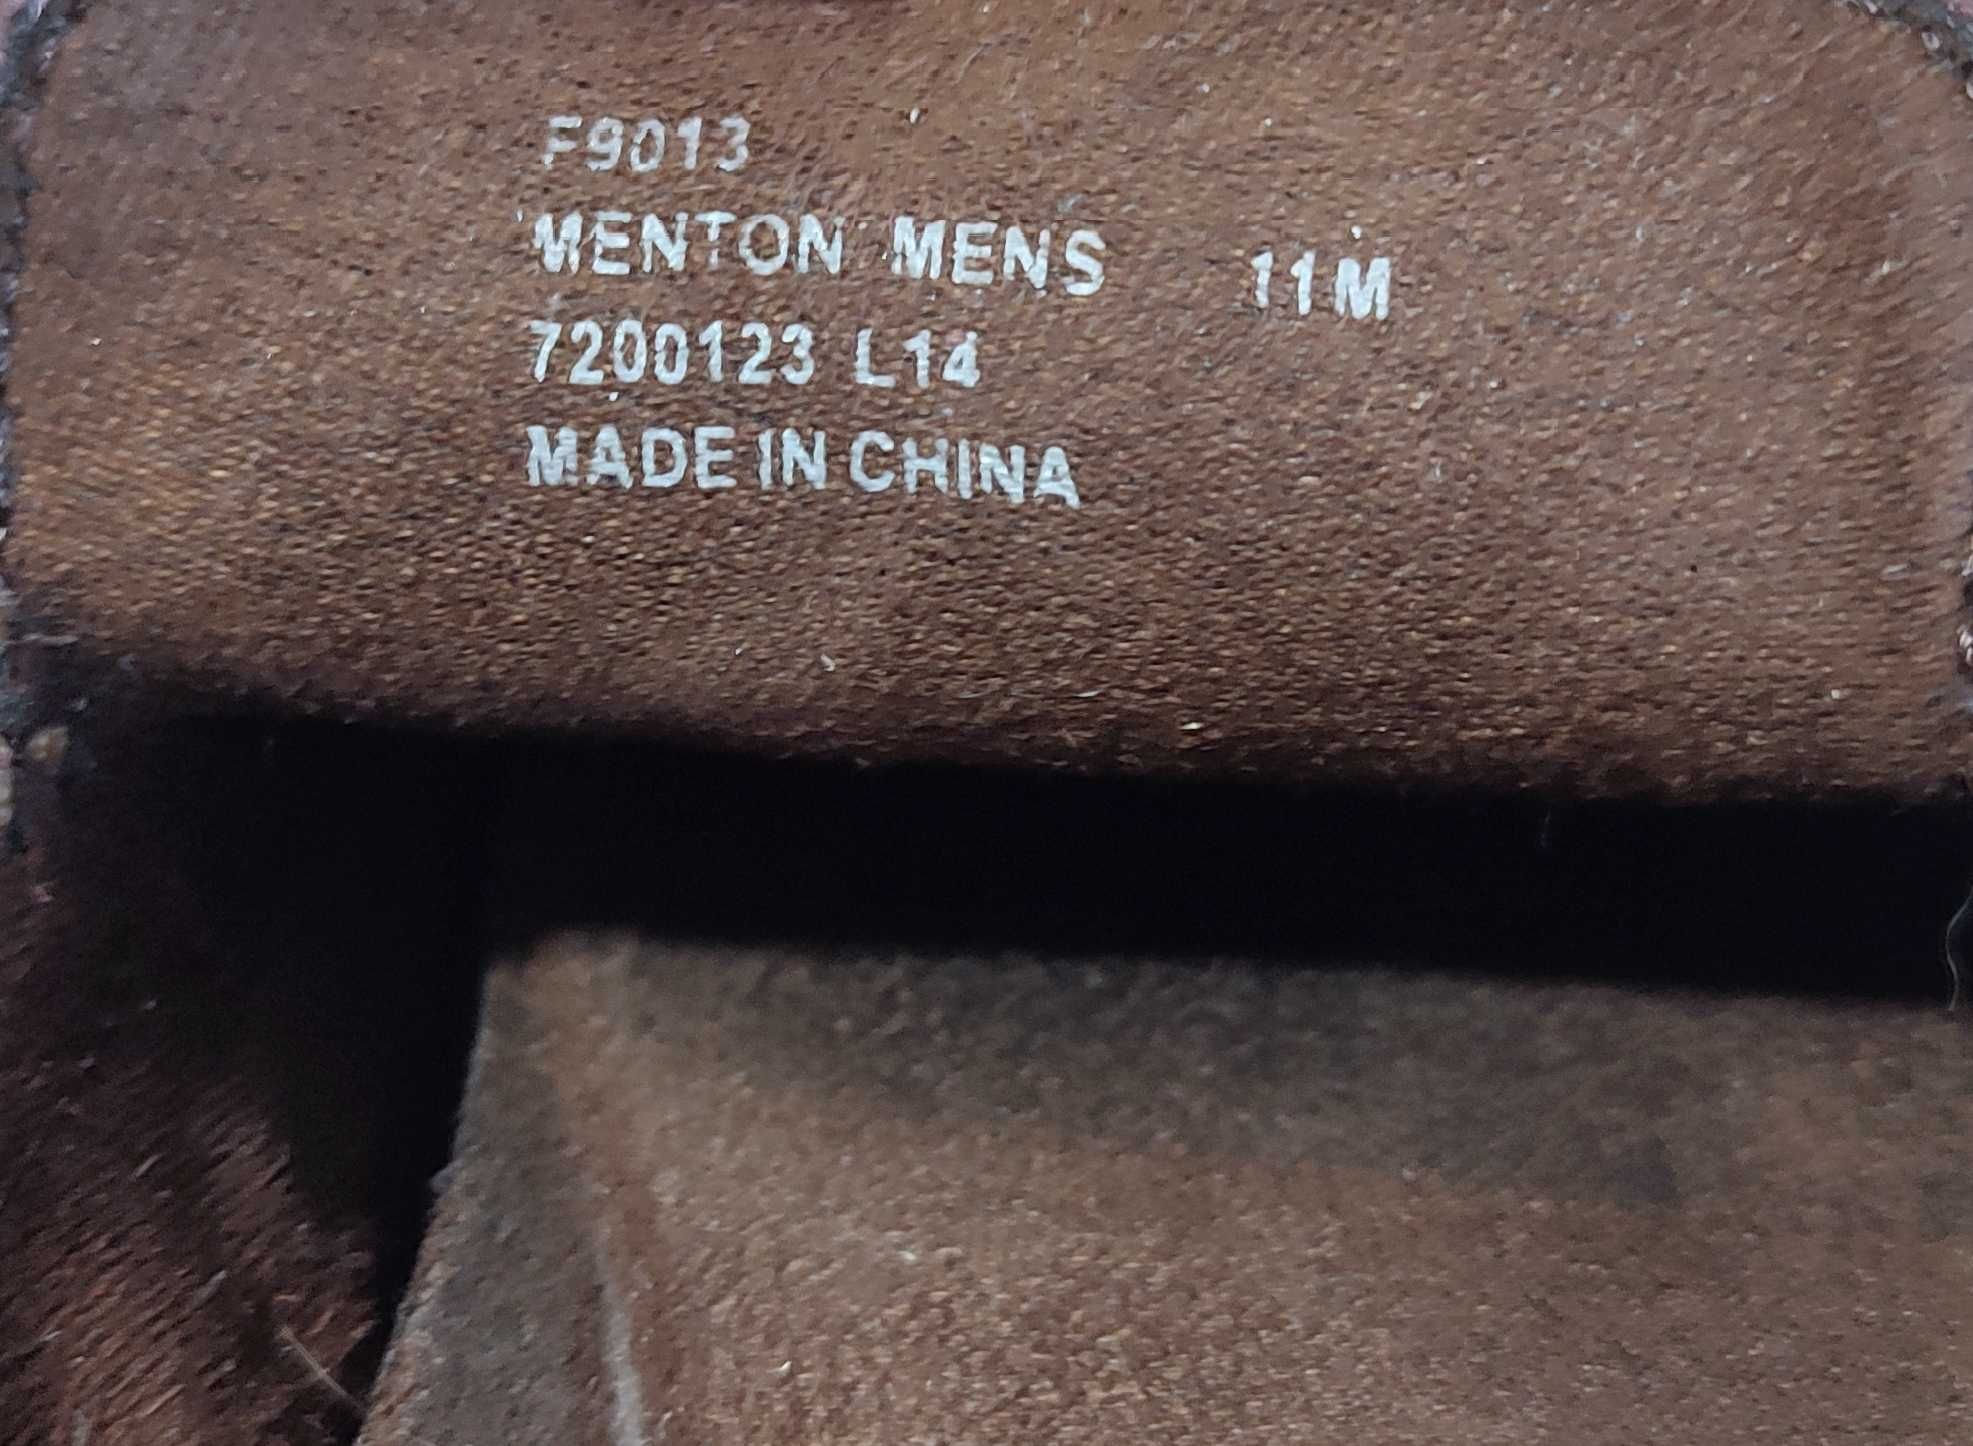 F9013
MENTON MENS 11M
7200123 L14
MADE IN CHINA